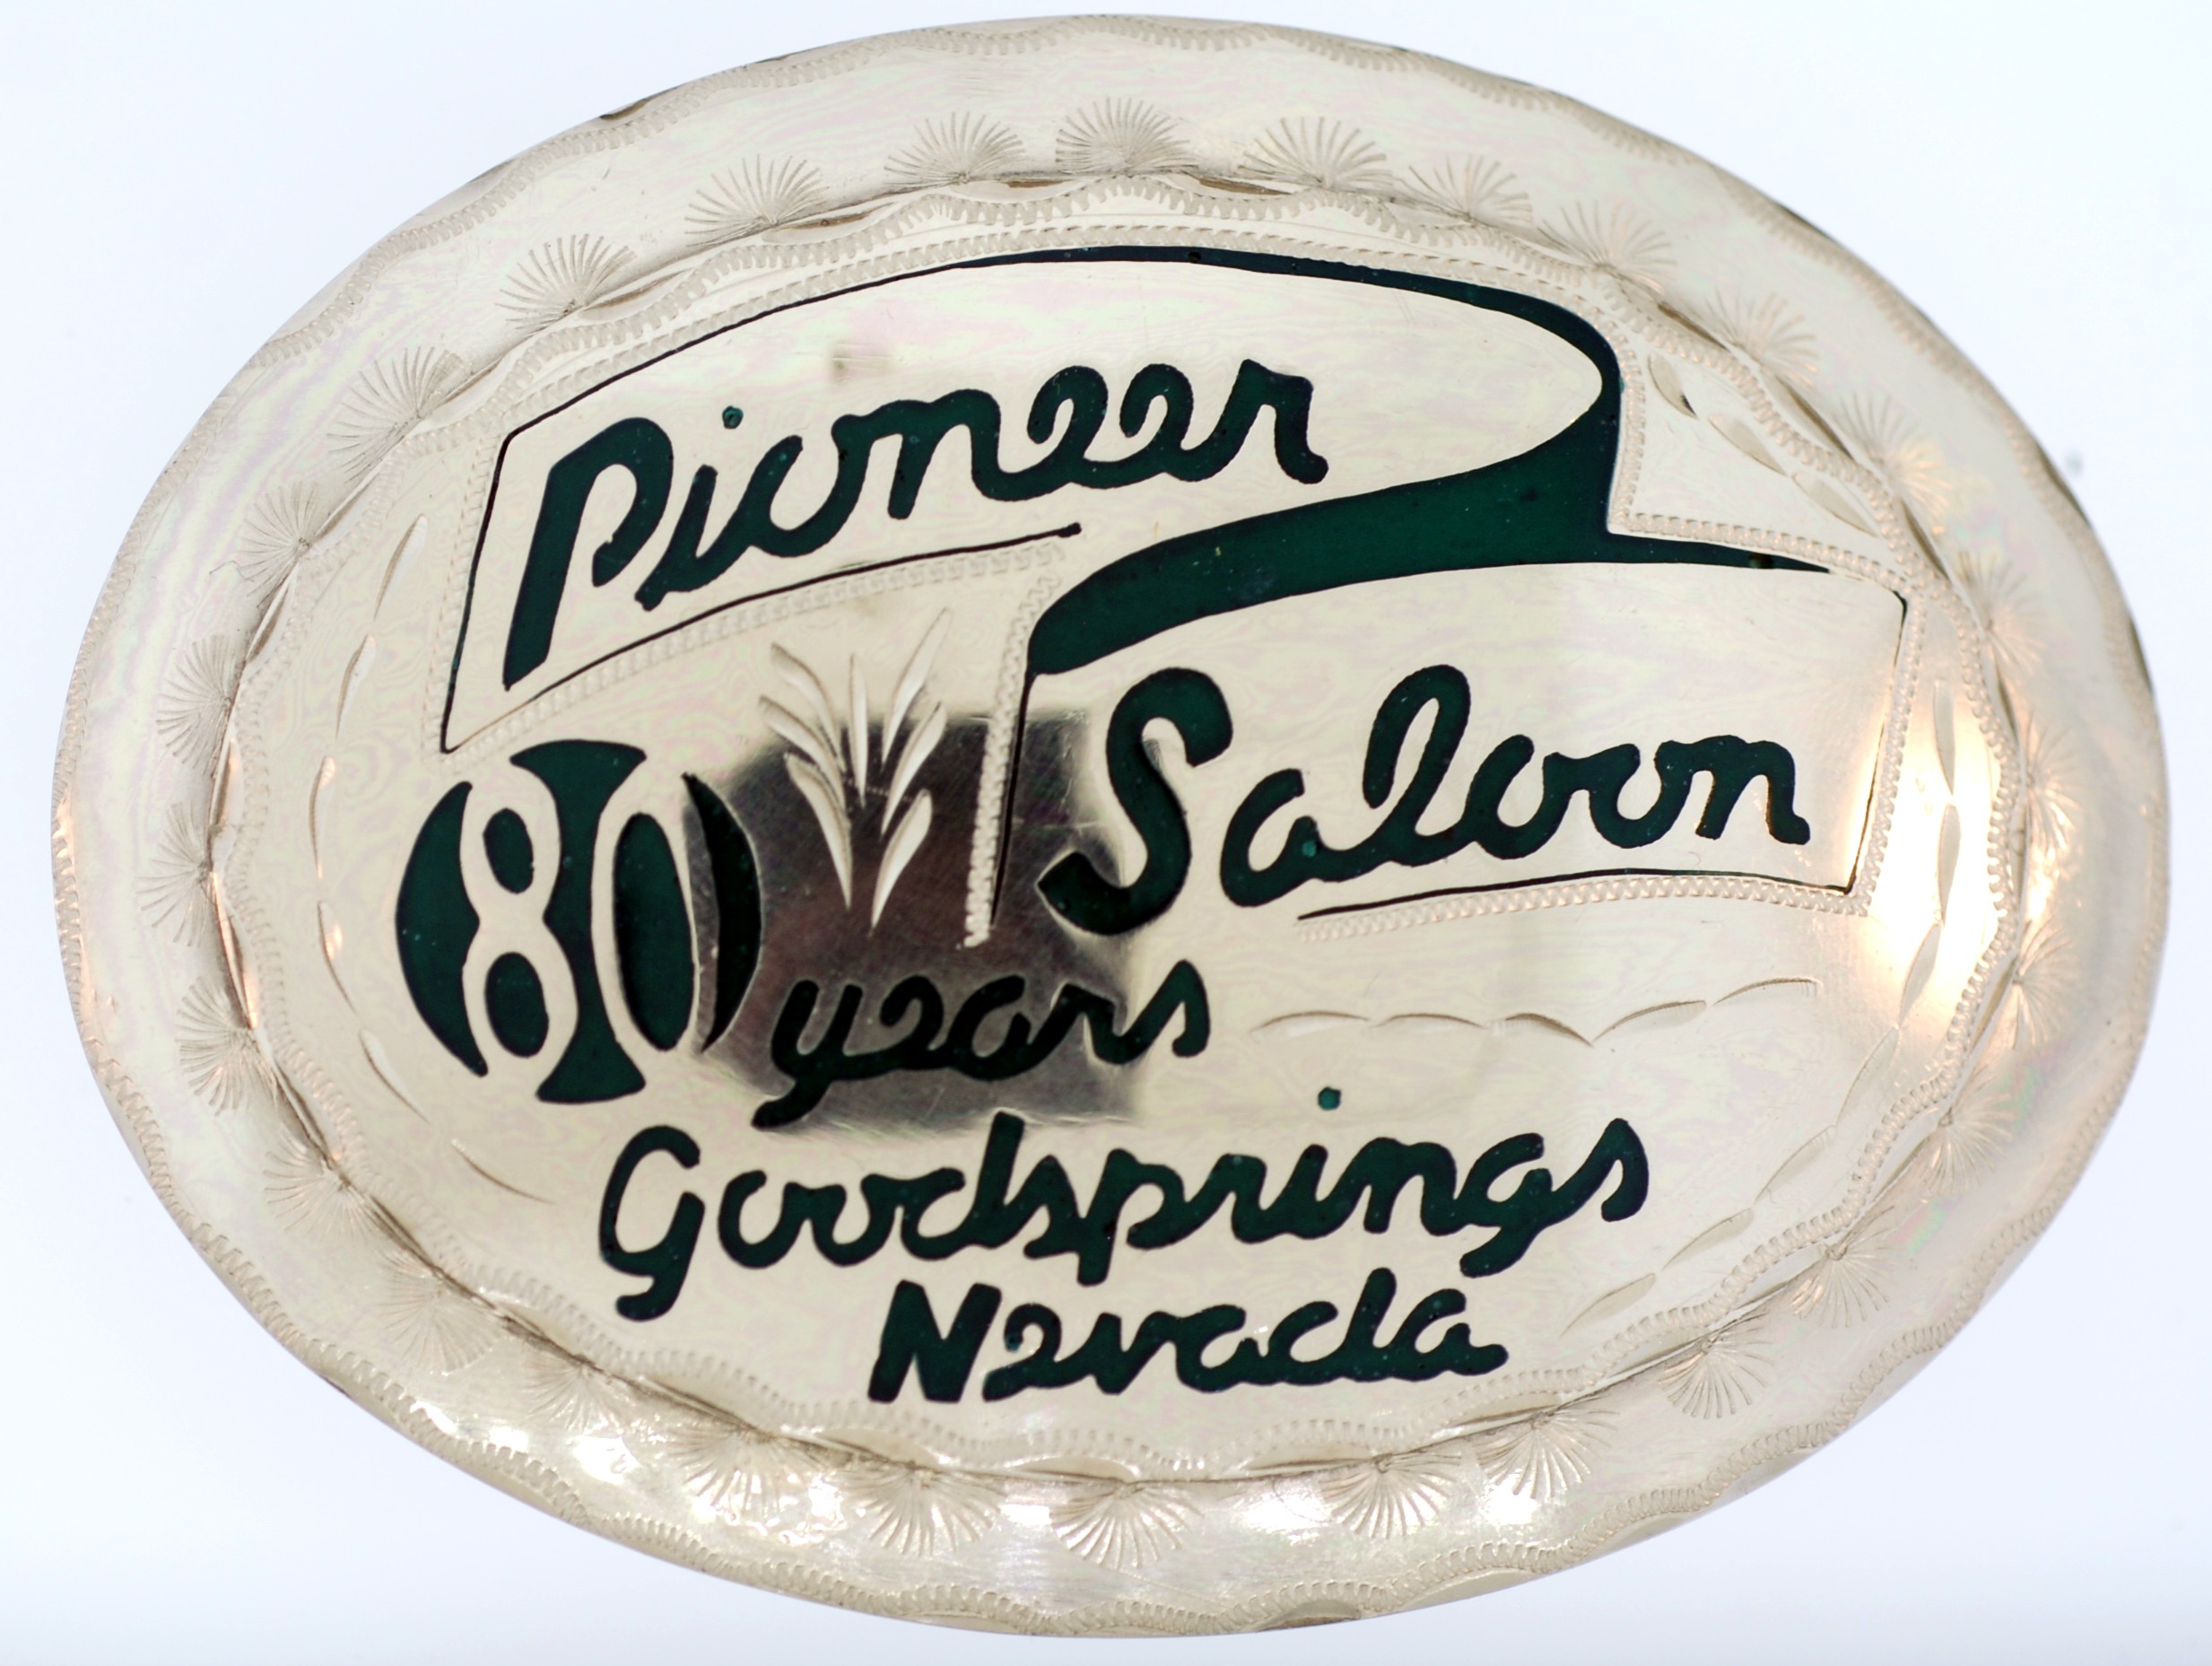 Pioneer
Saloon
80 years
Goodsprings
Nevada